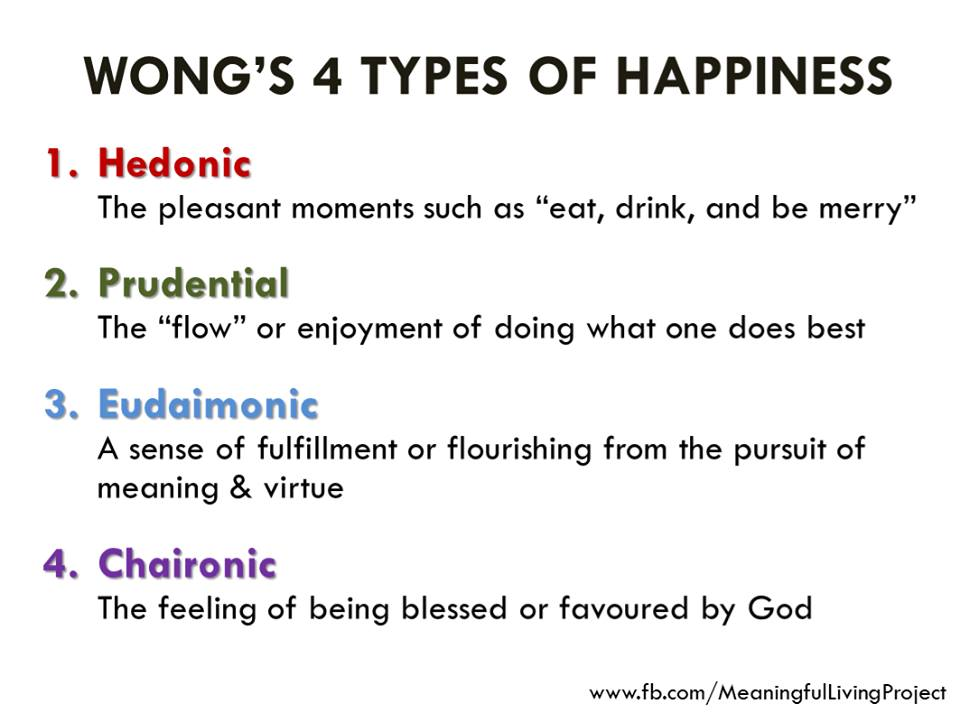 WONG’S 4 TYPES OF HAPPINESS
1. Hedonic
The pleasant moments such as “eat, drink, and be merry”
2. Prudential
The “flow” or enjoyment of doing what one does best
3. Eudaimonic
A sense of fulfillment or flourishing from the pursuit of
meaning & virtue
4. Chaironic
The feeling of being blessed or favoured by God
www.fb.com/MeaningfulLivingProject